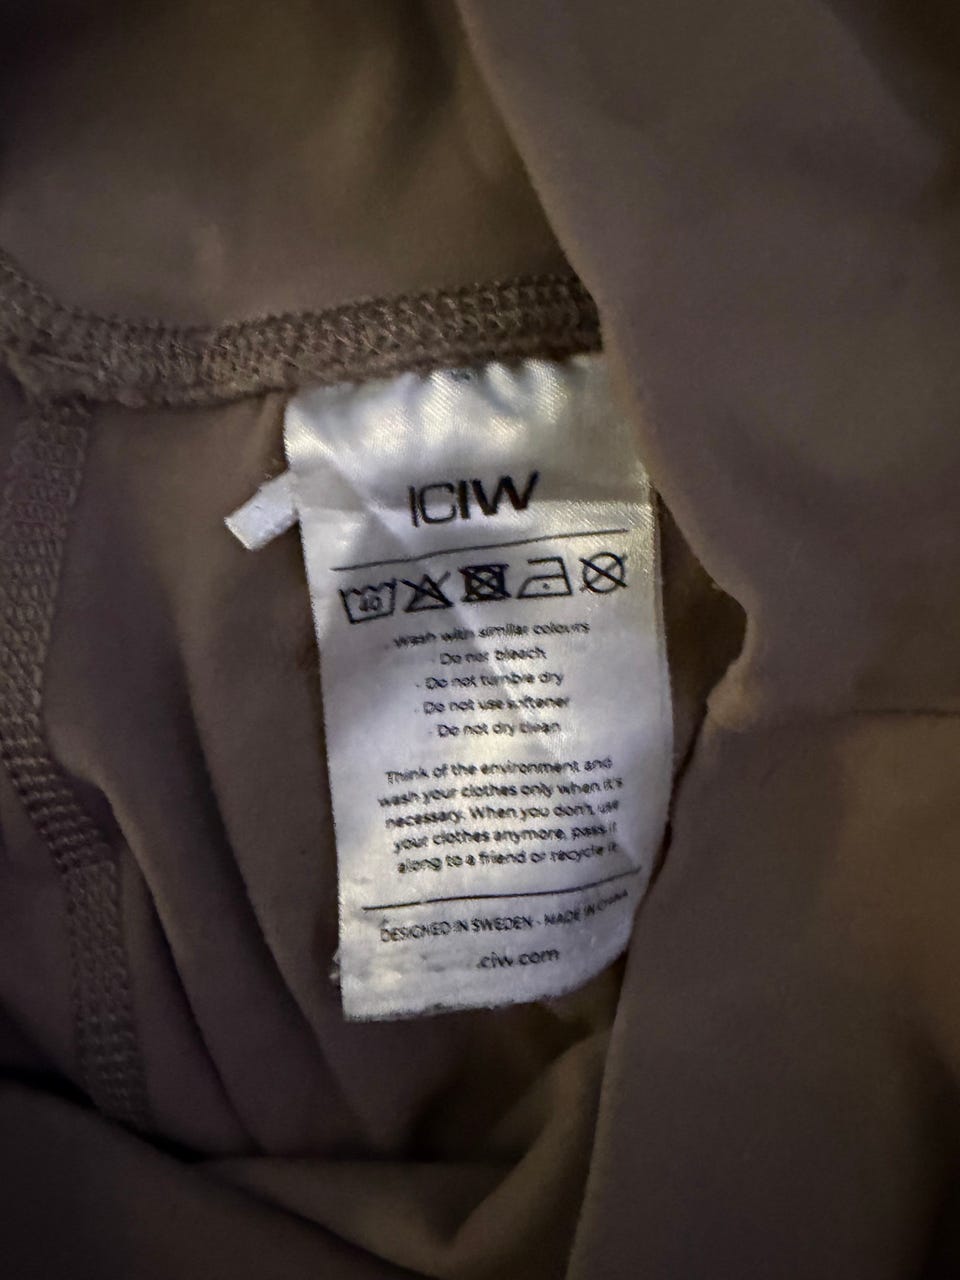 ICIW
40
· Wash with similar colours
· Do not bleach
· Do not tumble dry
· Do not use softener
· Do not dry clean
Think of the environment and
wash your clothes only when it's
necessary. When you don't use
your clothes anymore, pass it
along to a friend or recycle it.
DESIGNED IN SWEDEN - MADE IN CHINA
.ciw.com